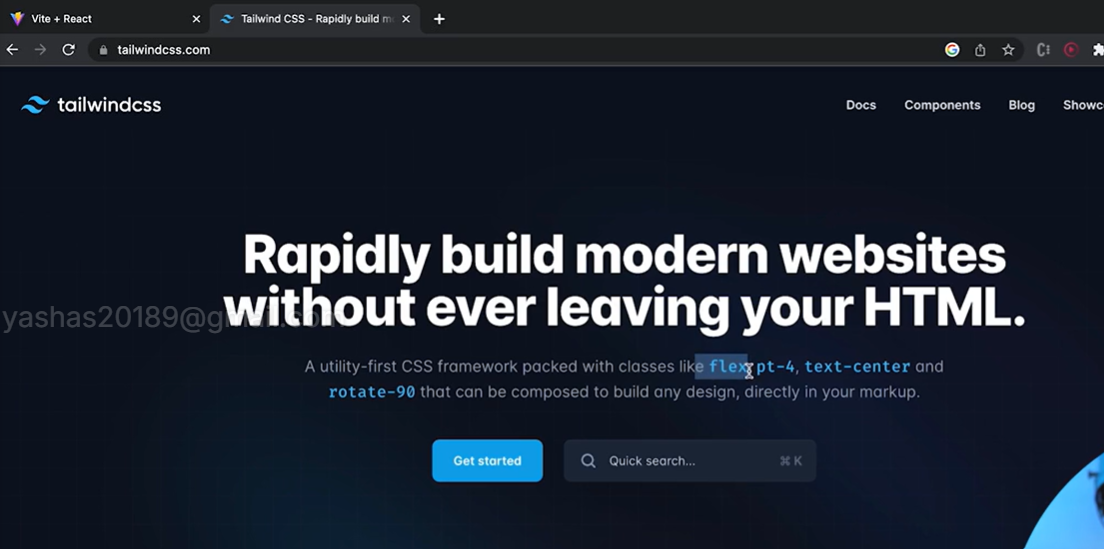 Vite + React
Tailwind CSS - Rapidly build m
tailwindcss.com
tailwindcss
Docs Components Blog Showc
Rapidly build modern websites
without ever leaving your HTML.
yashas20189@gmail.com
A utility-first CSS framework packed with classes like flex, pt-4, text-center and
rotate-90 that can be composed to build any design, directly in your markup.
Get started
Quick search... ⌘ K